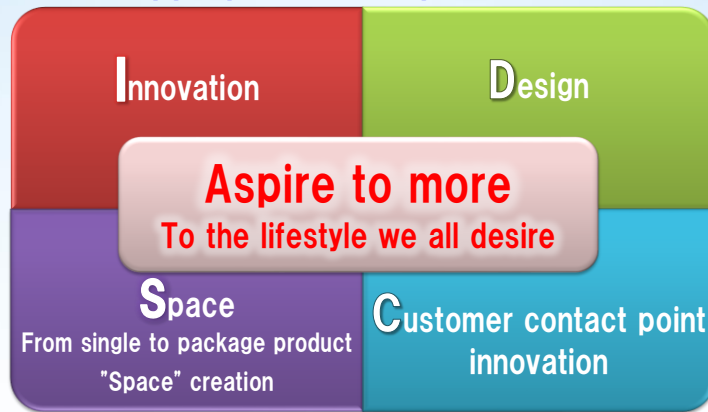 Innovation
Design
Aspire to more
To the lifestyle we all desire
Space
From single to package product
"Space" creation
Customer contact point
innovation